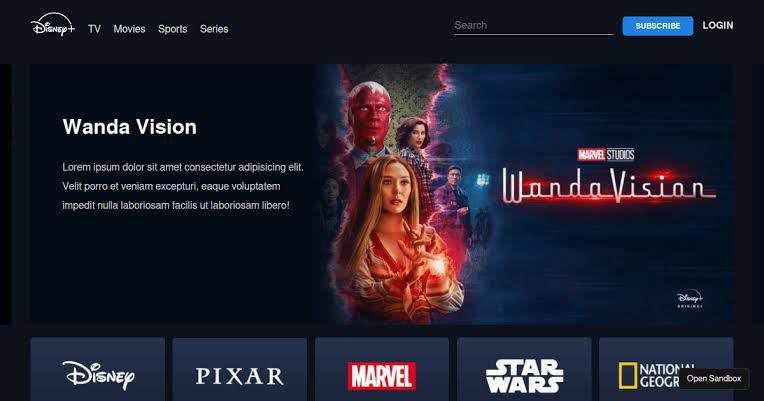 Disney+
TV Movies Sports Series
Search
SUBSCRIBE
LOGIN
Wanda Vision
Lorem ipsum dolor sit amet consectetur adipisicing elit.
Velit porro et veniam excepturi, eaque voluptatem
impedit nulla laboriosam facilis ut laboriosam libero!
MARVEL STUDIOS
WandaVision
Disney+
ORIGINAL
Disney
PIXAR
MARVEL
STAR
WARS
NATIONAL
Open Sandbox